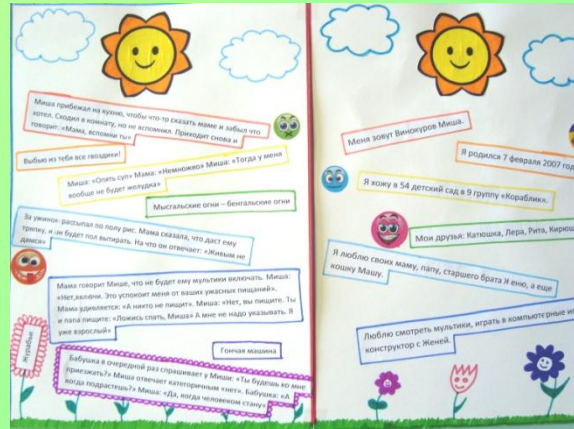 Миша прибежал на кухню, чтобы что-то сказать маме и забыл что
хотел. Сходил в комнату, но не вспомнил. Приходит снова и
говорит: «Мама, вспомни ты»
Выбью из тебя все гвоздики!
Миша: «Опять суп» Мама: «Немножко» Миша: «Тогда у меня
вообще не будет желудка»
Мысгальские огни – бенгальские огни
За ужином рассыпал по полу рис. Мама сказала, что даст ему
тряпку, и он будет пол вытирать. На что он отвечает: «Живым не
дамся»
Мама говорит Мише, что не будет ему мультики включать. Миша:
«Нет,включи. Это успокоит меня от ваших ужасных пищаний».
Мама удивляется: «А никто не пищит». Миша: «Нет, вы пищите. Ты
и папа пищите: «Ложись спать, Миша» А мне не надо указывать. Я
уже взрослый»
Гончая машина
Журабли
Бабушка в очередной раз спрашивает у Миши: «Ты будешь ко мне
приезжать?» Миша отвечает категоричным «нет». Бабушка: «А
когда подрастешь?» Миша: «Да, когда человеком стану»
Меня зовут Винокуров Миша.
Я родился 7 февраля 2007 год
Я хожу в 54 детский сад в 9 группу «Кораблик».
Мои друзья: Катюшка, Лера, Рита, Кирюш
Я люблю своих маму, папу, старшего брата Женю, а еще
кошку Машу.
Люблю смотреть мультики, играть в компьютерные и
конструктор с Женей.